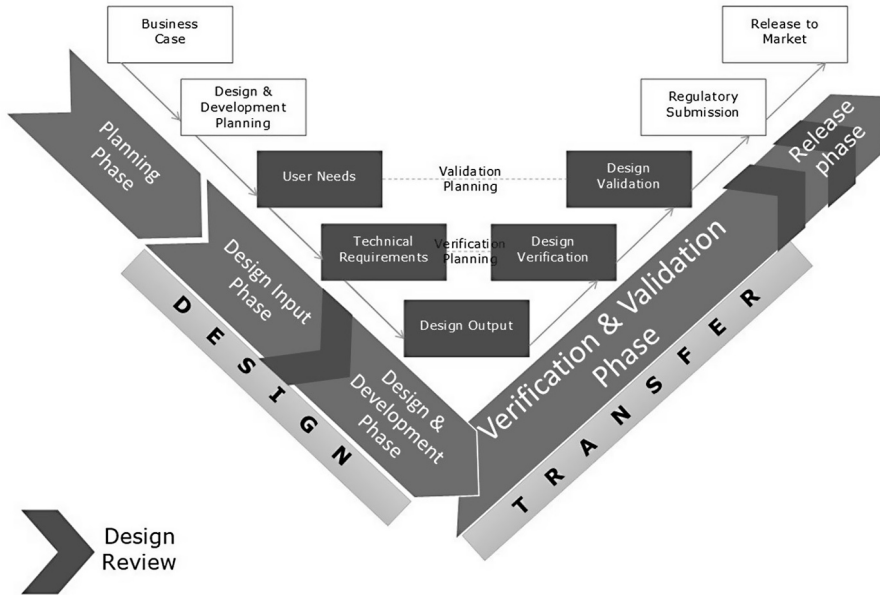 Business
Case
Release to
Market
Design &
Development
Planning
Regulatory
Submission
User Needs
Validation
Planning
Design
Validation
Technical
Requirements
Verification
Planning
Design
Verification
Design Output
Planning
Phase
Design Input
Phase
Design &
Development
Phase
Verification & Validation
Phase
Release
phase
DESIGN
TRANSFER
Design
Review